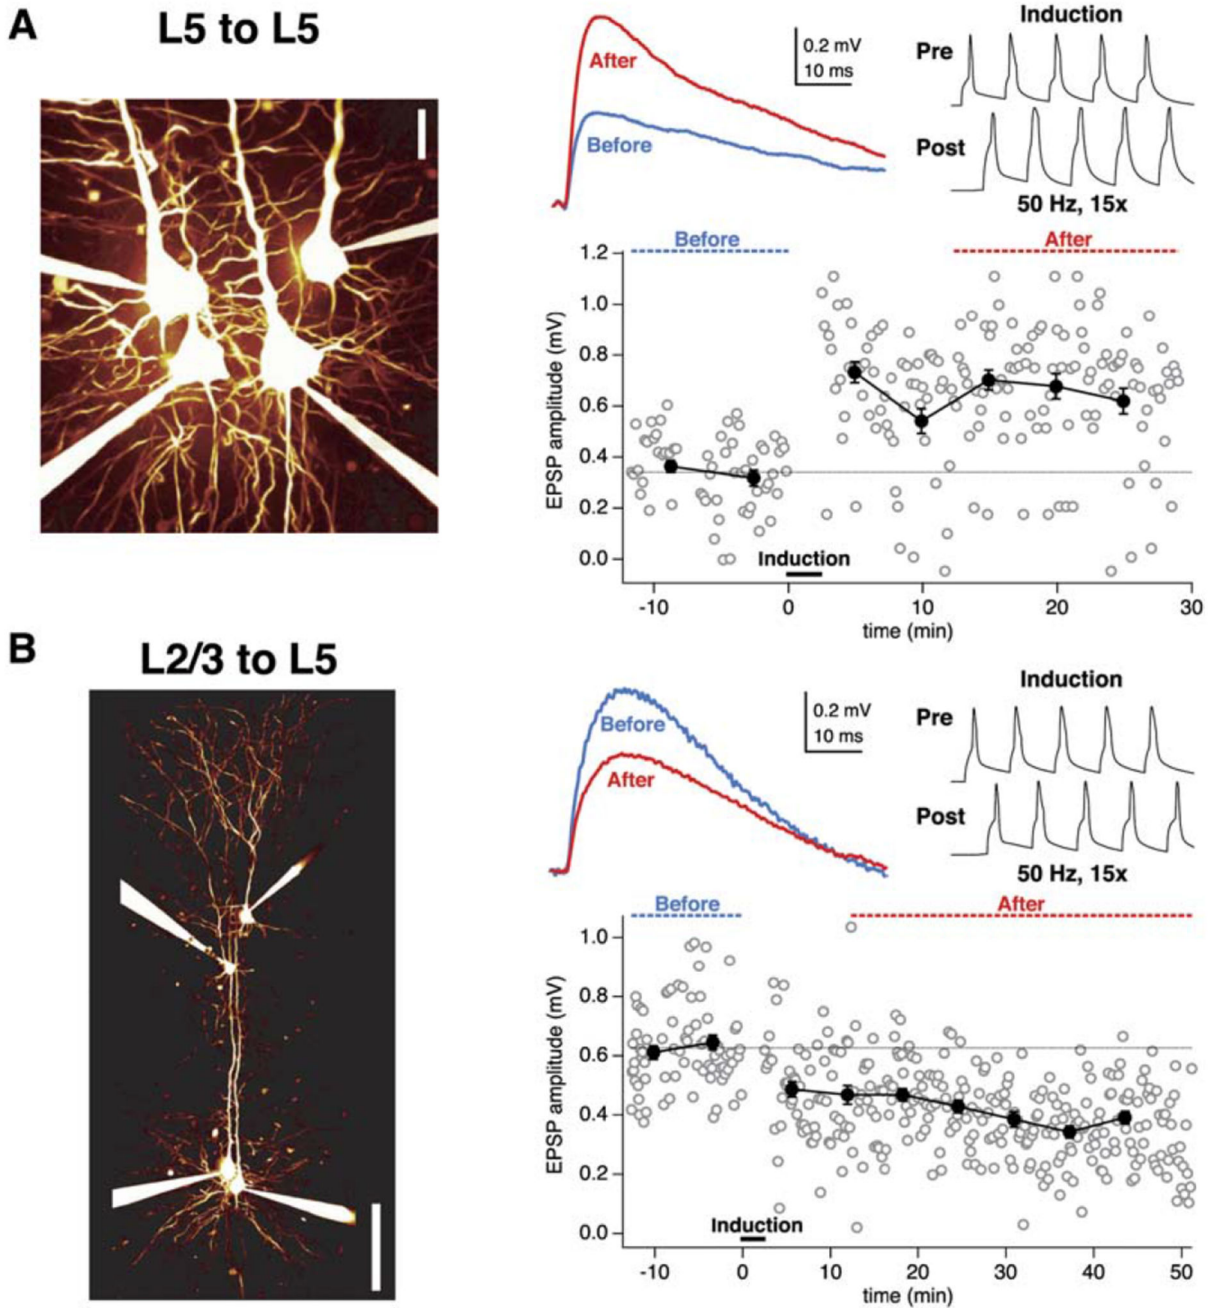 A
L5 to L5
After
Before
0.2 mV
10 ms
Induction
Pre
Post
50 Hz, 15x
Before
After
1.2
1.0
0.8
0.6
0.4
0.2
0.0
EPSP amplitude (mV)
Induction
-10
0
10
20
30
time (min)
B
L2/3 to L5
Before
After
0.2 mV
10 ms
Induction
Pre
Post
50 Hz, 15x
Before
After
1.0
0.8
0.6
0.4
0.2
0.0
EPSP amplitude (mV)
Induction
-10
0
10
20
30
40
50
time (min)